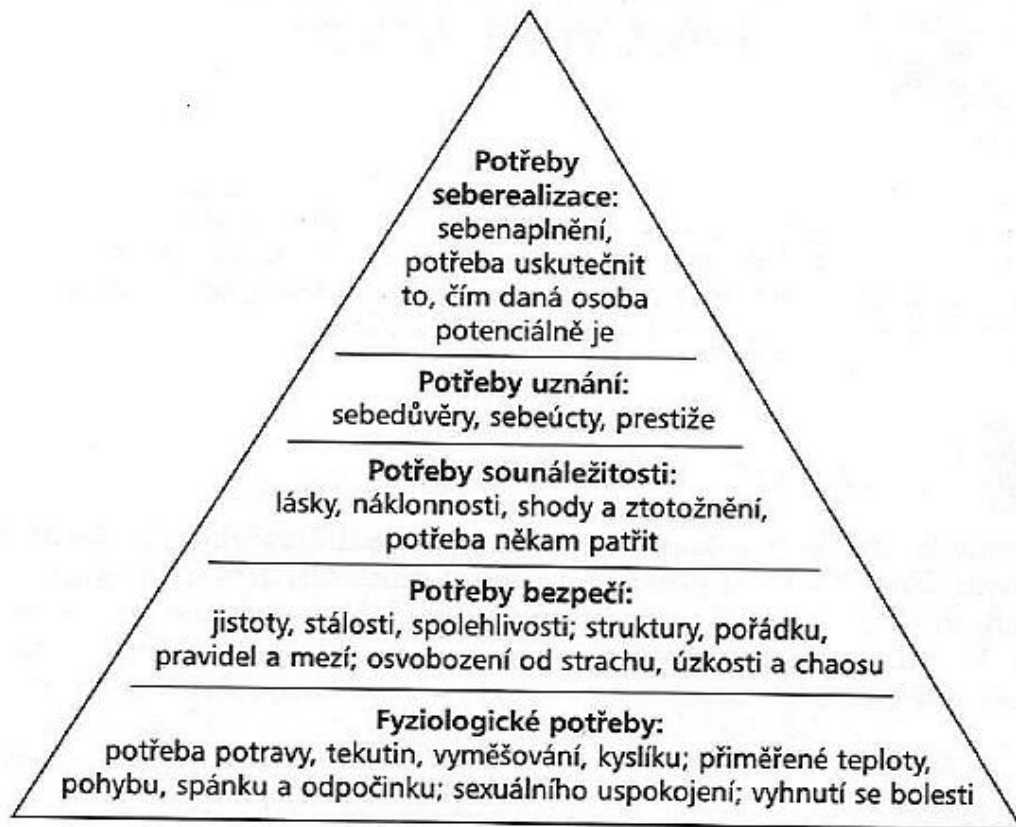 Potřeby
seberealizace:
sebenaplnění,
potřeba uskutečnit
to, čím daná osoba
potenciálně je
Potřeby uznání:
sebedůvěry, sebeúcty, prestiže
Potřeby sounáležitosti:
lásky, náklonnosti, shody a ztotožnění,
potřeba někam patřit
Potřeby bezpečí:
jistoty, stálosti, spolehlivosti; struktury, pořádku,
pravidel a mezí; osvobození od strachu, úzkosti a chaosu
Fyziologické potřeby:
potřeba potravy, tekutin, vyměšování, kyslíku; přiměřené teploty,
pohybu, spánku a odpočinku; sexuálního uspokojení; vyhnutí se bolesti